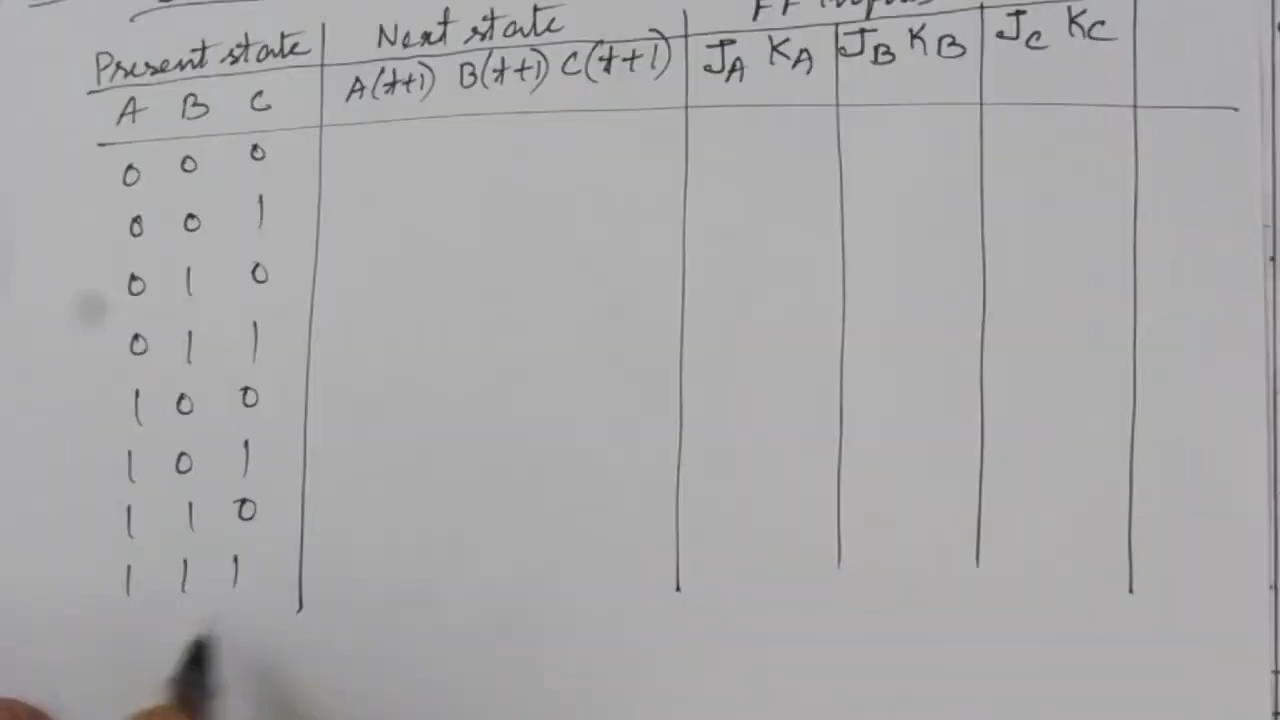 Present state Next state
A B C A(t+1) B(t+1) C(t+1) JA KA JB KB JC KC
0 0 0
0 0 1
0 1 0
0 1 1
1 0 0
1 0 1
1 1 0
1 1 1